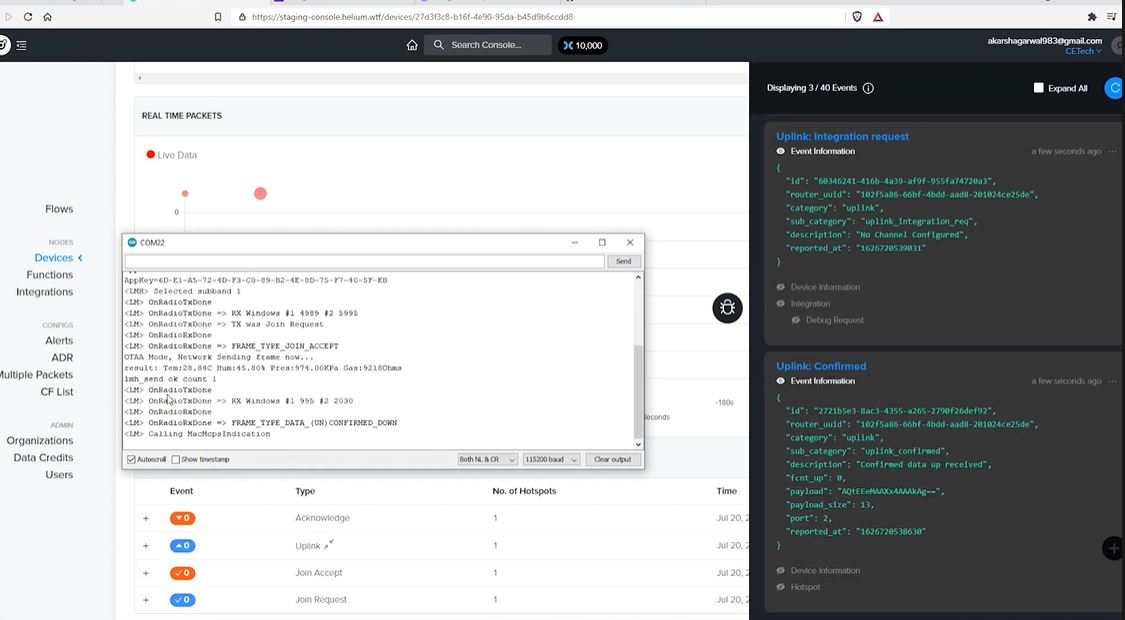 https://staging-console.helium.wtf/devices/27d3f3c8-b16f-4e90-95da-b45d9b6ccdd8
Search Console...
10,000
akarshagarwal983@gmail.com
CETech
Flows
NODES
Devices
Functions
Integrations
CONFIGS
Alerts
ADR
Multiple Packets
CF List
ADMIN
Organizations
Data Credits
Users
REAL TIME PACKETS
Live Data
0
-180s
COM22
Send
AppKey=6D-E1-A5-72-4D-F3-C0-89-B2-4E-8D-75-F7-40-5F-EB
<LMH> Selected subband 1
<LM> OnRadioTxDone
<LM> OnRadioTxDone => RX Windows #1 4989 #2 5995
<LM> OnRadioTxDone => TX was Join Request
<LM> OnRadioRxDone
<LM> OnRadioRxDone => FRAME_TYPE_JOIN_ACCEPT
OTAA Mode, Network Sending frame now...
result: Tem:28.84C Hum:45.80% Pres:974.00KPa Gas:9218Ohms
lmh_send ok count 1
<LM> OnRadioTxDone
<LM> OnRadioTxDone => RX Windows #1 995 #2 2030
<LM> OnRadioRxDone
<LM> OnRadioRxDone => FRAME_TYPE_DATA_(UN)CONFIRMED_DOWN
<LM> Calling MacMcpsIndication
Autoscroll Show timestamp
Both NL & CR
115200 baud
Clear output
Event Type No. of Hotspots Time
0 Acknowledge 1 Jul 20, 2
0 Uplink 1 Jul 20, 2
0 Join Accept 1 Jul 20, 2
0 Join Request 1 Jul 20, 2
Displaying 3 / 40 Events
Expand All
Uplink: Integration request
Event Information a few seconds ago
{
"id": "60346241-416b-4a39-af9f-955fa74720a3",
"router_uuid": "102f5a86-66bf-4bdd-aad8-201024ce25de",
"category": "uplink",
"sub_category": "uplink_integration_req",
"description": "No Channel Configured",
"reported_at": "1626720539031"
}
Device Information
Integration
Debug Request
Uplink: Confirmed
Event Information a few seconds ago
{
"id": "2721b5e3-8ac3-4355-a265-2790f26def92",
"router_uuid": "102f5a86-66bf-4bdd-aad8-201024ce25de",
"category": "uplink",
"sub_category": "uplink_confirmed",
"description": "Confirmed data up received",
"fcnt_up": 0,
"payload": "AQtEEeMAAXx4AAAkAg==",
"payload_size": 13,
"port": 2,
"reported_at": "1626720538630"
}
Device Information
Hotspot